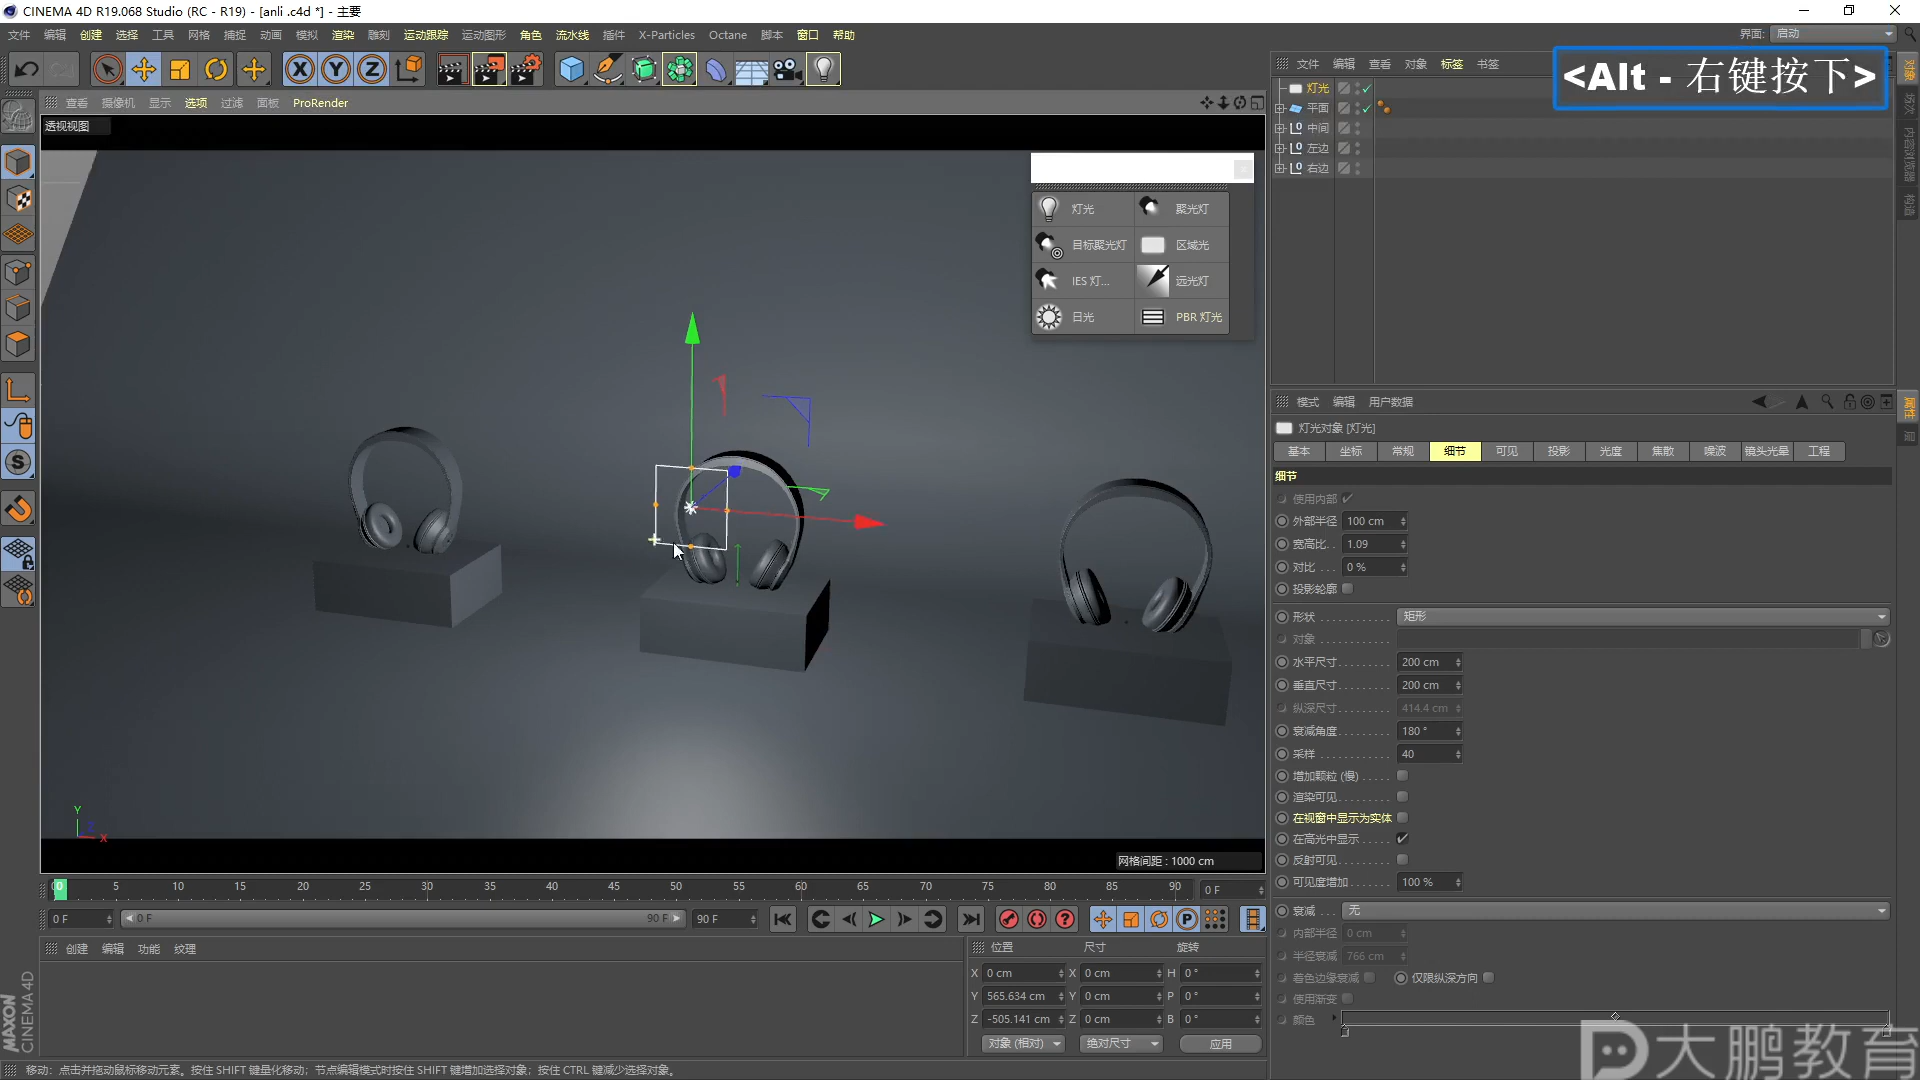 CINEMA 4D R19.068 Studio (RC - R19) - [anli .c4d *] - 主要
文件 编辑 创建 选择 工具 网格 捕捉 动画 模拟 渲染 雕刻 运动跟踪 运动图形 角色 流水线 插件 X-Particles Octane 脚本 窗口 帮助
界面: 启动
<Alt - 右键按下>
文件 编辑 查看 对象 标签 书签
查看 摄像机 显示 选项 过滤 面板 ProRender
透视视图
灯光
平面
中间
左边
右边
对象
场次
内容浏览器
构造
灯光 聚光灯
目标聚光灯 区域光
IES 灯... 远光灯
日光 PBR 灯光
模式 编辑 用户数据
属性
层
灯光对象 [灯光]
基本 坐标 常规 细节 可见 投影 光度 焦散 噪波 镜头光晕 工程
细节
使用内部
外部半径 100 cm
宽高比 . . 1.09
对比 . . . 0 %
投影轮廓
形状 . . . . . . . . . . . 矩形
对象 . . . . . . . . . . .
水平尺寸. . . . . . . . 200 cm
垂直尺寸. . . . . . . . 200 cm
纵深尺寸. . . . . . . . 414.4 cm
衰减角度. . . . . . . . 180 °
采样 . . . . . . . . . . . 40
增加颗粒 (慢) . . . . .
渲染可见. . . . . . . .
在视窗中显示为实体
在高光中显示 . . . . .
反射可见. . . . . . . .
可见度增加. . . . . . . 100 %
衰减 . . . 无
内部半径 0 cm
半径衰减 766 cm
着色边缘衰减 仅限纵深方向
使用渐变
颜色
Y
Z
X
网格间距 : 1000 cm
0 5 10 15 20 25 30 35 40 45 50 55 60 65 70 75 80 85 90 0 F
0 F 0 F 90 F 90 F
创建 编辑 功能 纹理
位置 尺寸 旋转
X 0 cm X 0 cm H 0 °
Y 565.634 cm Y 0 cm P 0 °
Z -505.141 cm Z 0 cm B 0 °
对象 (相对) 绝对尺寸 应用
MAXON
CINEMA 4D
移动: 点击并拖动鼠标移动元素。按住 SHIFT 键量化移动; 节点编辑模式时按住 SHIFT 键增加选择对象; 按住 CTRL 键减少选择对象。
大鹏教育